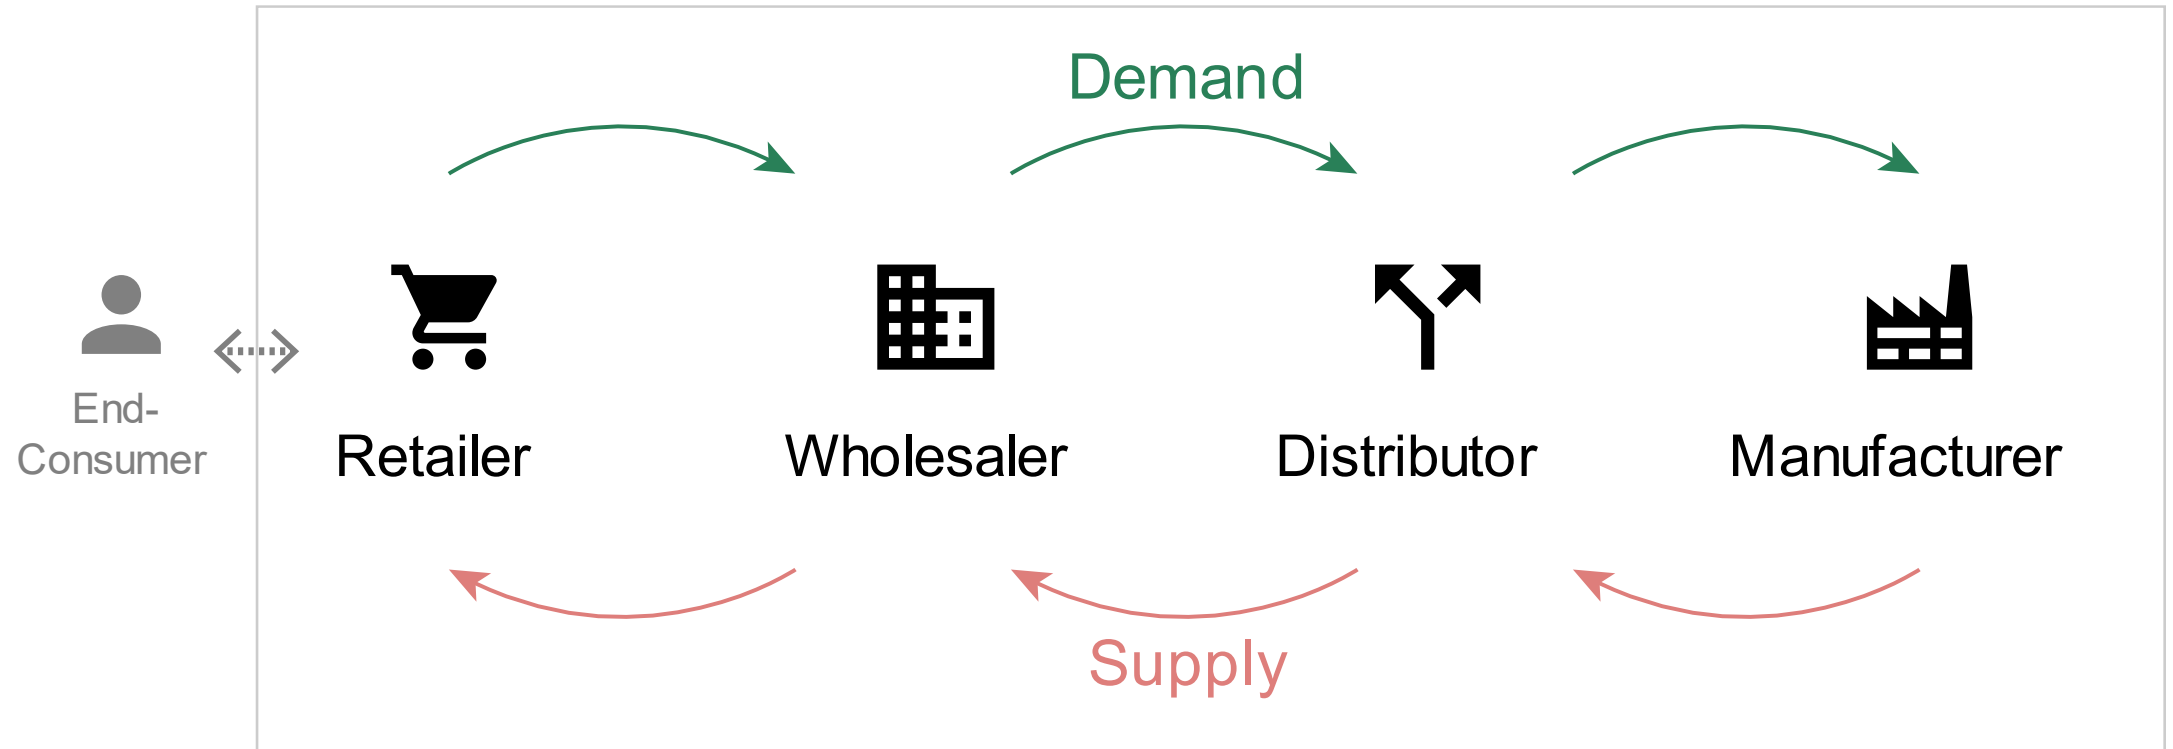 Demand
End-
Consumer
Retailer
Wholesaler
Distributor
Manufacturer
Supply